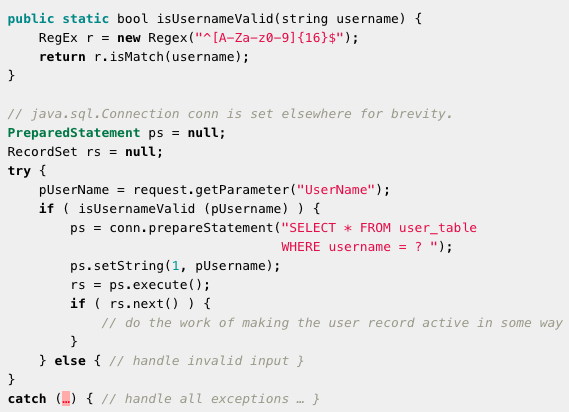 public static bool isUsernameValid(string username) {
    RegEx r = new Regex("^[A-Za-z0-9]{16}$");
    return r.isMatch(username);
}

// java.sql.Connection conn is set elsewhere for brevity.
PreparedStatement ps = null;
RecordSet rs = null;
try {
    pUserName = request.getParameter("UserName");
    if ( isUsernameValid (pUsername) ) {
        ps = conn.prepareStatement("SELECT * FROM user_table
                                   WHERE username = ? ");
        ps.setString(1, pUsername);
        rs = ps.execute();
        if ( rs.next() ) {
            // do the work of making the user record active in some way
        }
    } else { // handle invalid input }
}
catch (…) { // handle all exceptions … }